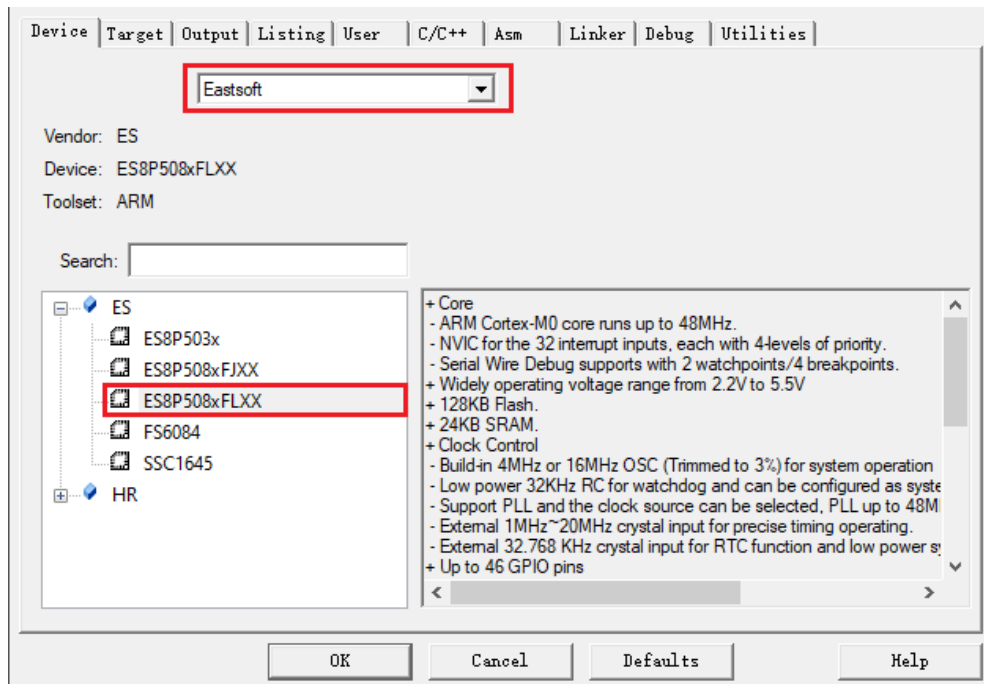 Device Target Output Listing User C/C++ Asm Linker Debug Utilities
Eastsoft
Vendor: ES
Device: ES8P508xFLXX
Toolset: ARM
Search:
ES
ES8P503x
ES8P508xFJXX
ES8P508xFLXX
FS6084
SSC1645
HR
+ Core
- ARM Cortex-M0 core runs up to 48MHz.
- NVIC for the 32 interrupt inputs, each with 4-levels of priority.
- Serial Wire Debug supports with 2 watchpoints/4 breakpoints.
+ Widely operating voltage range from 2.2V to 5.5V
+ 128KB Flash.
+ 24KB SRAM.
+ Clock Control
- Build-in 4MHz or 16MHz OSC (Trimmed to 3%) for system operation
- Low power 32KHz RC for watchdog and can be configured as syste
- Support PLL and the clock source can be selected, PLL up to 48M
- External 1MHz~20MHz crystal input for precise timing operating.
- External 32.768 KHz crystal input for RTC function and low power s
+ Up to 46 GPIO pins
OK Cancel Defaults Help